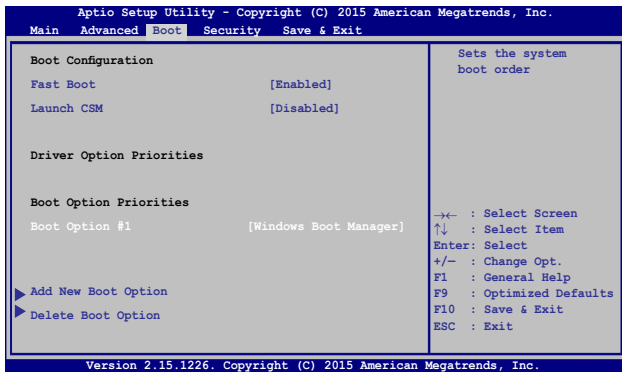 Aptio Setup Utility - Copyright (C) 2015 American Megatrends, Inc.
Main Advanced Boot Security Save & Exit
Boot Configuration
Fast Boot [Enabled]
Launch CSM [Disabled]
Driver Option Priorities
Boot Option Priorities
Boot Option #1 [Windows Boot Manager]
Add New Boot Option
Delete Boot Option
Sets the system
boot order
→← : Select Screen
↑↓ : Select Item
Enter: Select
+/— : Change Opt.
F1 : General Help
F9 : Optimized Defaults
F10 : Save & Exit
ESC : Exit
Version 2.15.1226. Copyright (C) 2015 American Megatrends, Inc.